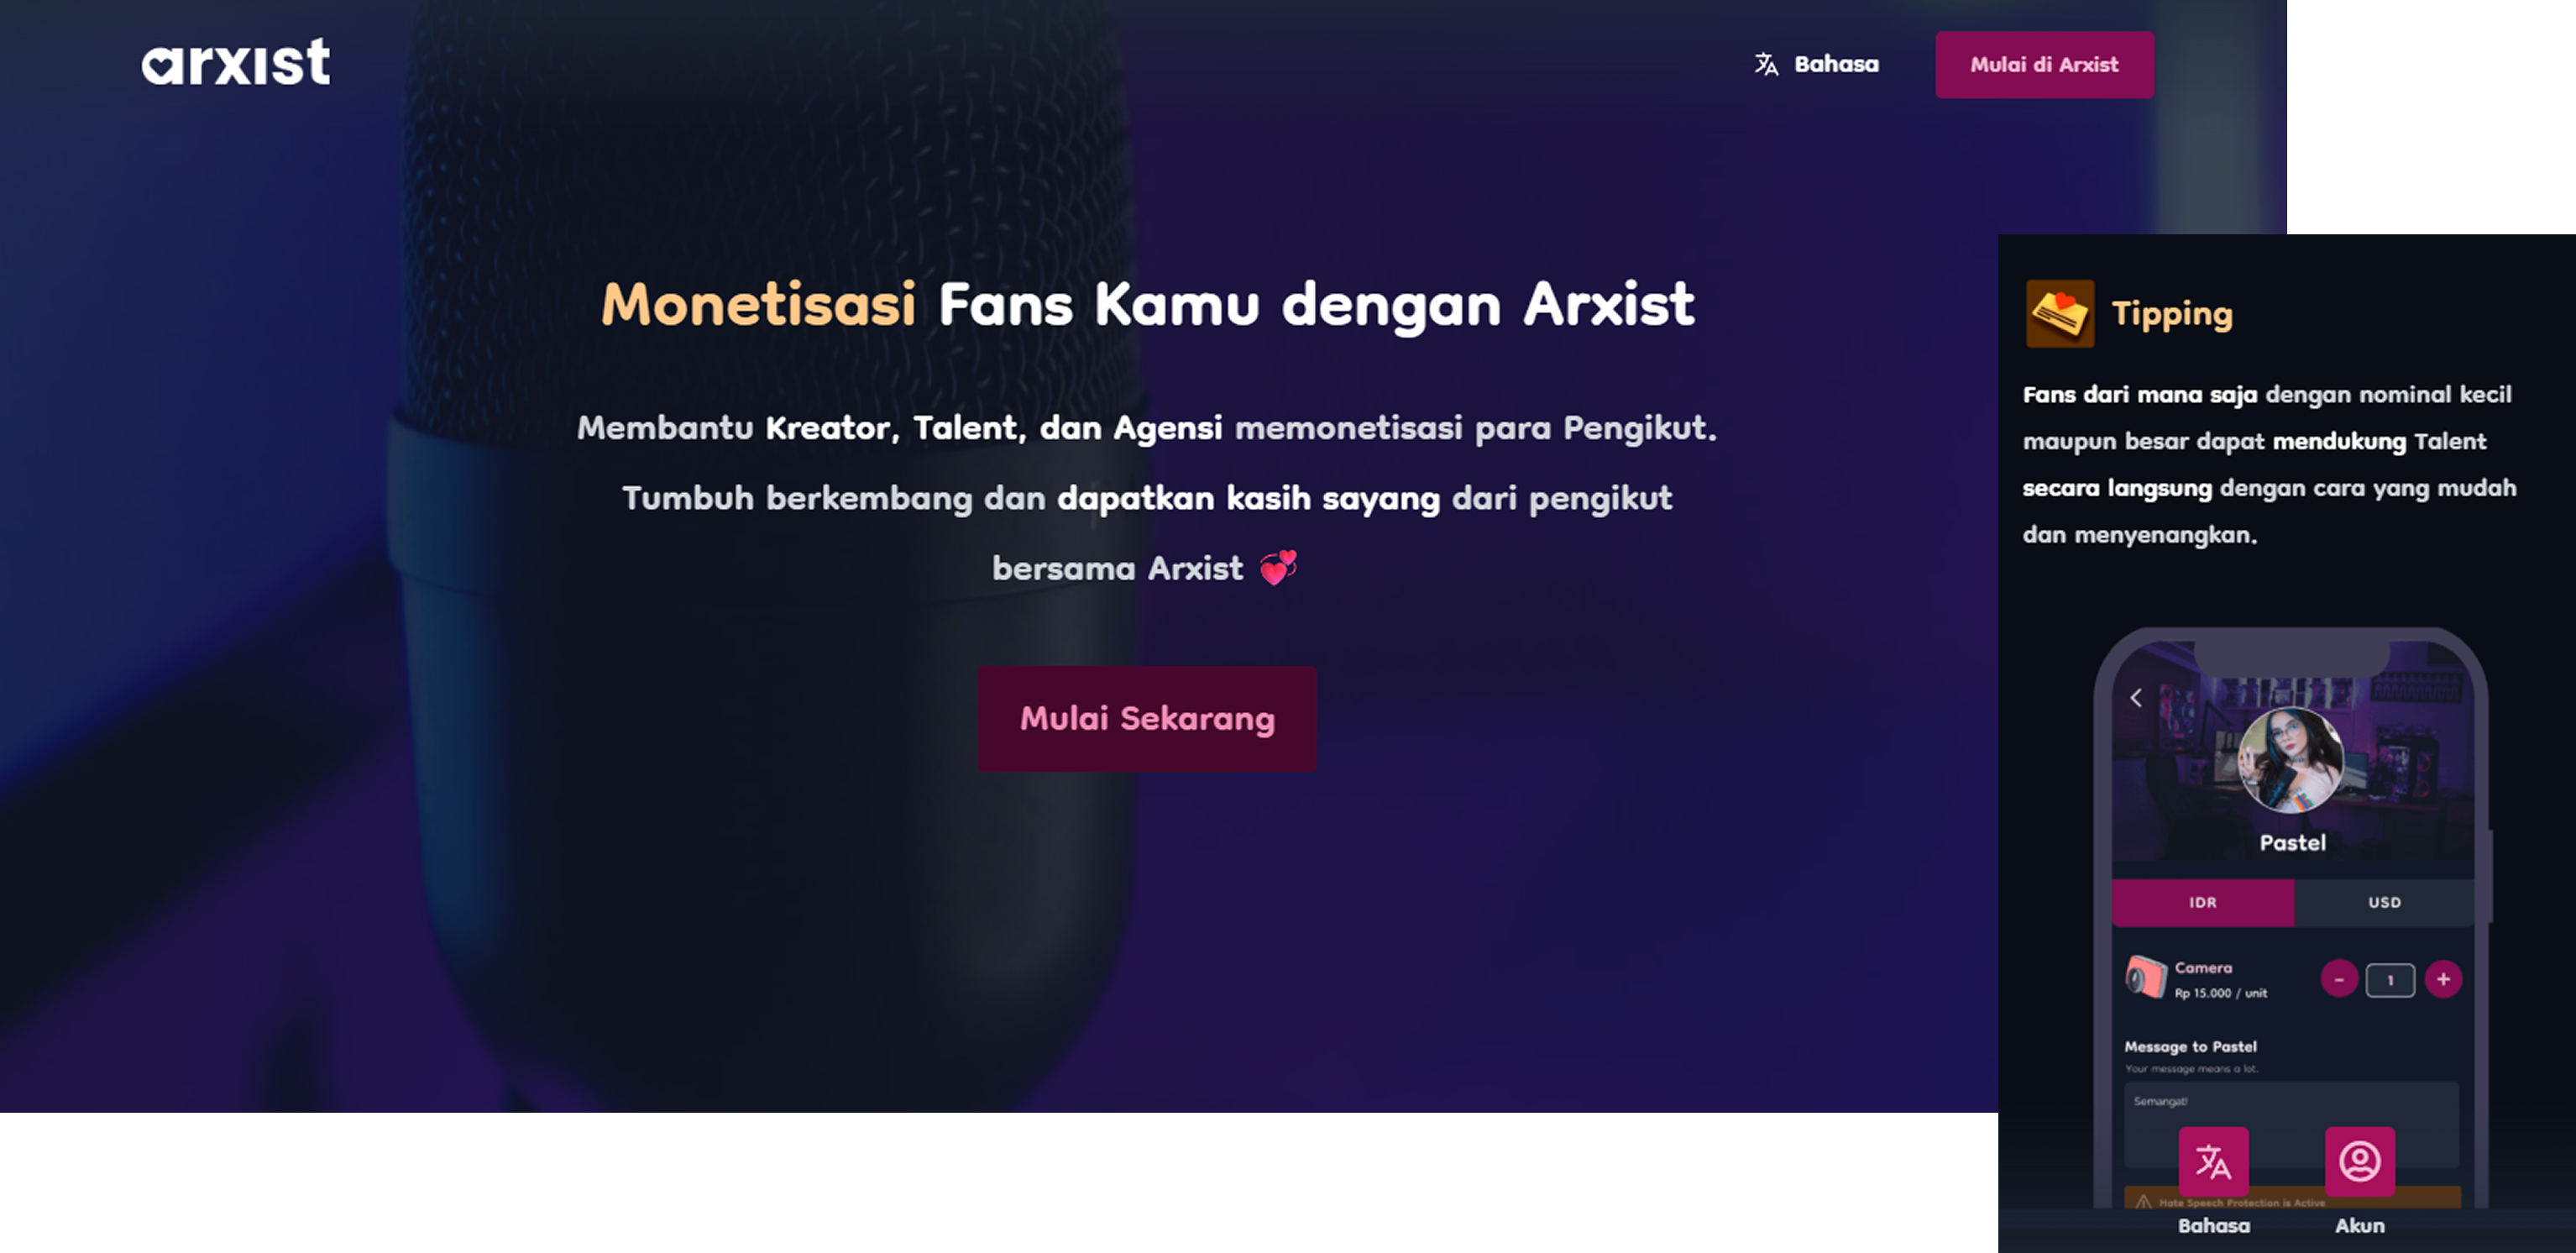 arxist
Bahasa
Mulai di Arxist
Monetisasi Fans Kamu dengan Arxist
Membantu Kreator, Talent, dan Agensi memonetisasi para Pengikut.
Tumbuh berkembang dan dapatkan kasih sayang dari pengikut
bersama Arxist 💞
Mulai Sekarang
Tipping
Fans dari mana saja dengan nominal kecil
maupun besar dapat mendukung Talent
secara langsung dengan cara yang mudah
dan menyenangkan.
Pastel
IDR
USD
Camera
Rp 15.000 / unit
-
1
+
Message to Pastel
Your message means a lot.
Semangat!
Hate Speech Protection is Active
Bahasa
Akun